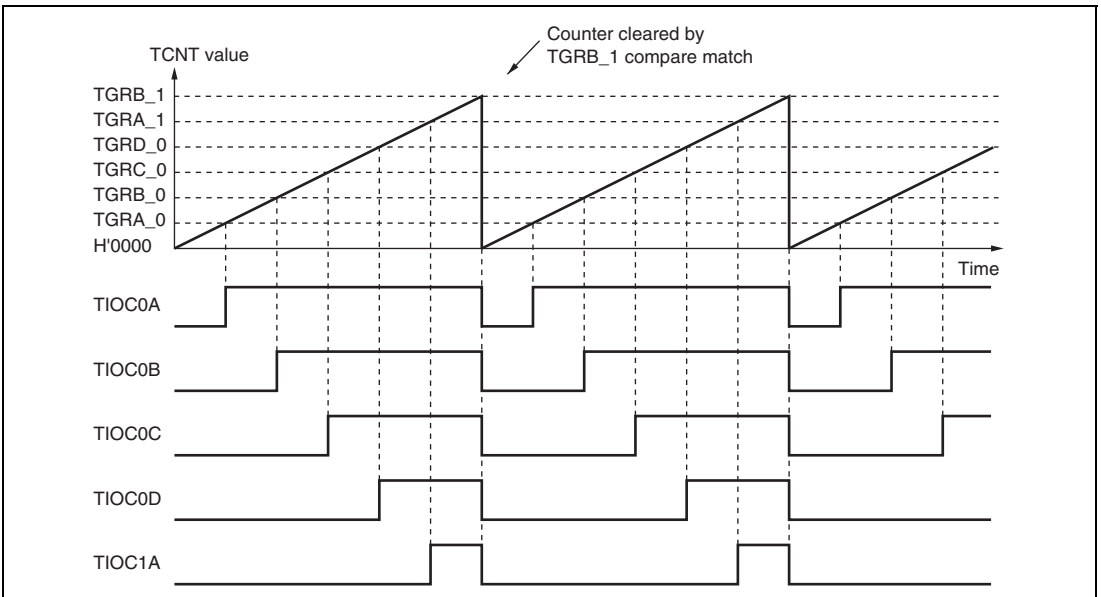 Counter cleared by
TGRB_1 compare match
TCNT value
TGRB_1
TGRA_1
TGRD_0
TGRC_0
TGRB_0
TGRA_0
H'0000
Time
TIOC0A
TIOC0B
TIOC0C
TIOC0D
TIOC1A